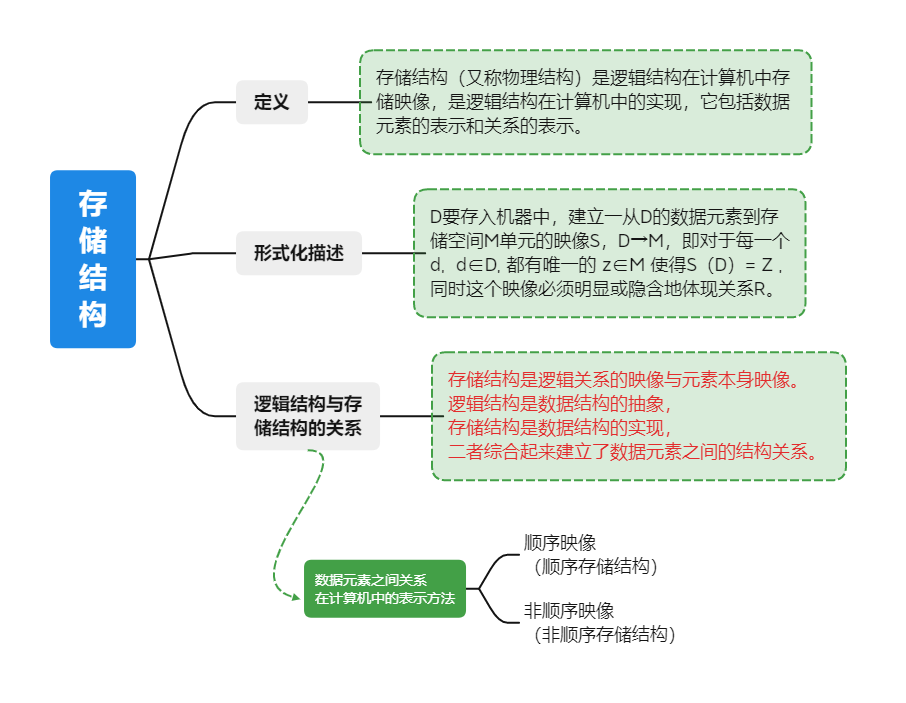 存
储
结
构
定义
存储结构（又称物理结构）是逻辑结构在计算机中存
储映像，是逻辑结构在计算机中的实现，它包括数据
元素的表示和关系的表示。
形式化描述
D要存入机器中，建立一从D的数据元素到存
储空间M单元的映像S，D→M，即对于每一个
d，d∈D, 都有唯一的 z∈M 使得S（D）= Z ,
同时这个映像必须明显或隐含地体现关系R。
逻辑结构与存
储结构的关系
存储结构是逻辑关系的映像与元素本身映像。
逻辑结构是数据结构的抽象，
存储结构是数据结构的实现，
二者综合起来建立了数据元素之间的结构关系。
数据元素之间关系
在计算机中的表示方法
顺序映像
（顺序存储结构）
非顺序映像
（非顺序存储结构）